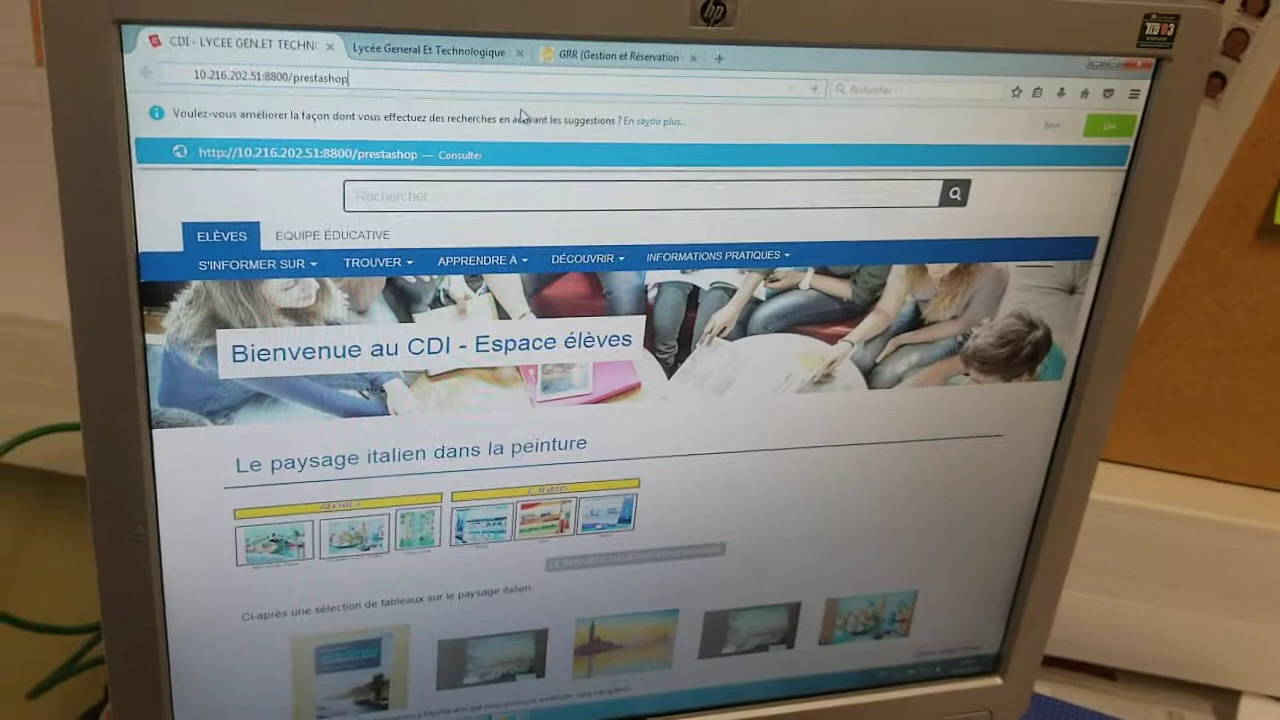 hp
CDI - LYCEE GEN.ET TECHN
Lycée General Et Technologique
GRR (Gestion et Réservation
10.216.202.51:8800/prestashop
Rechercher
Voulez-vous améliorer la façon dont vous effectuez des recherches en activant les suggestions ? En savoir plus...
Non
Oui
http://10.216.202.51:8800/prestashop — Consulter
Rechercher
ELÈVES
EQUIPE ÉDUCATIVE
S'INFORMER SUR
TROUVER
APPRENDRE À
DÉCOUVRIR
INFORMATIONS PRATIQUES
Bienvenue au CDI - Espace élèves
Le paysage italien dans la peinture
Ci-après une sélection de tableaux sur le paysage italien